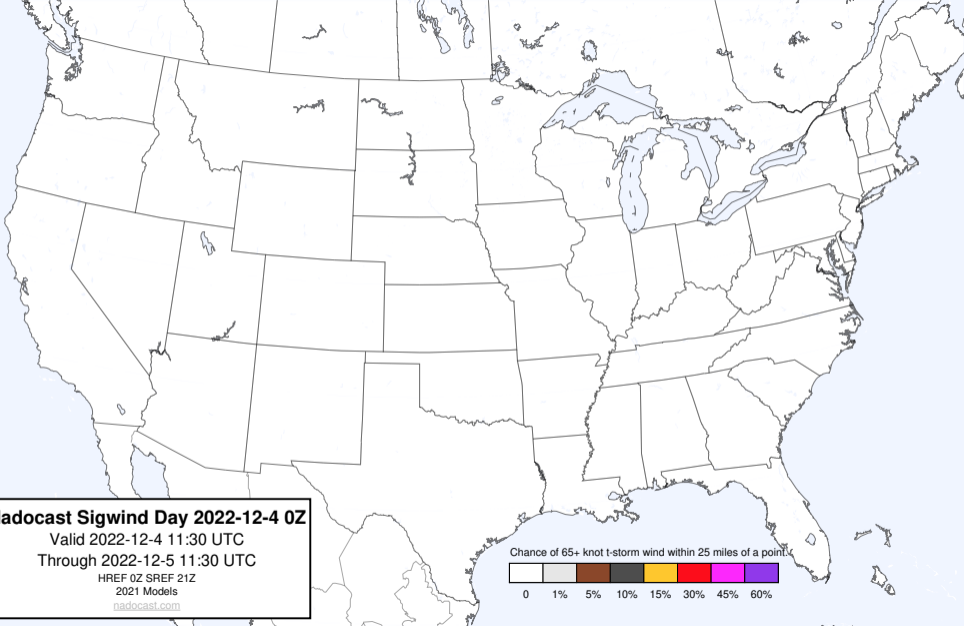 adocast Sigwind Day 2022-12-4 0Z
Valid 2022-12-4 11:30 UTC
Through 2022-12-5 11:30 UTC
HREF 0Z SREF 21Z
2021 Models
nadocast.com
Chance of 65+ knot t-storm wind within 25 miles of a point.
0 1% 5% 10% 15% 30% 45% 60%